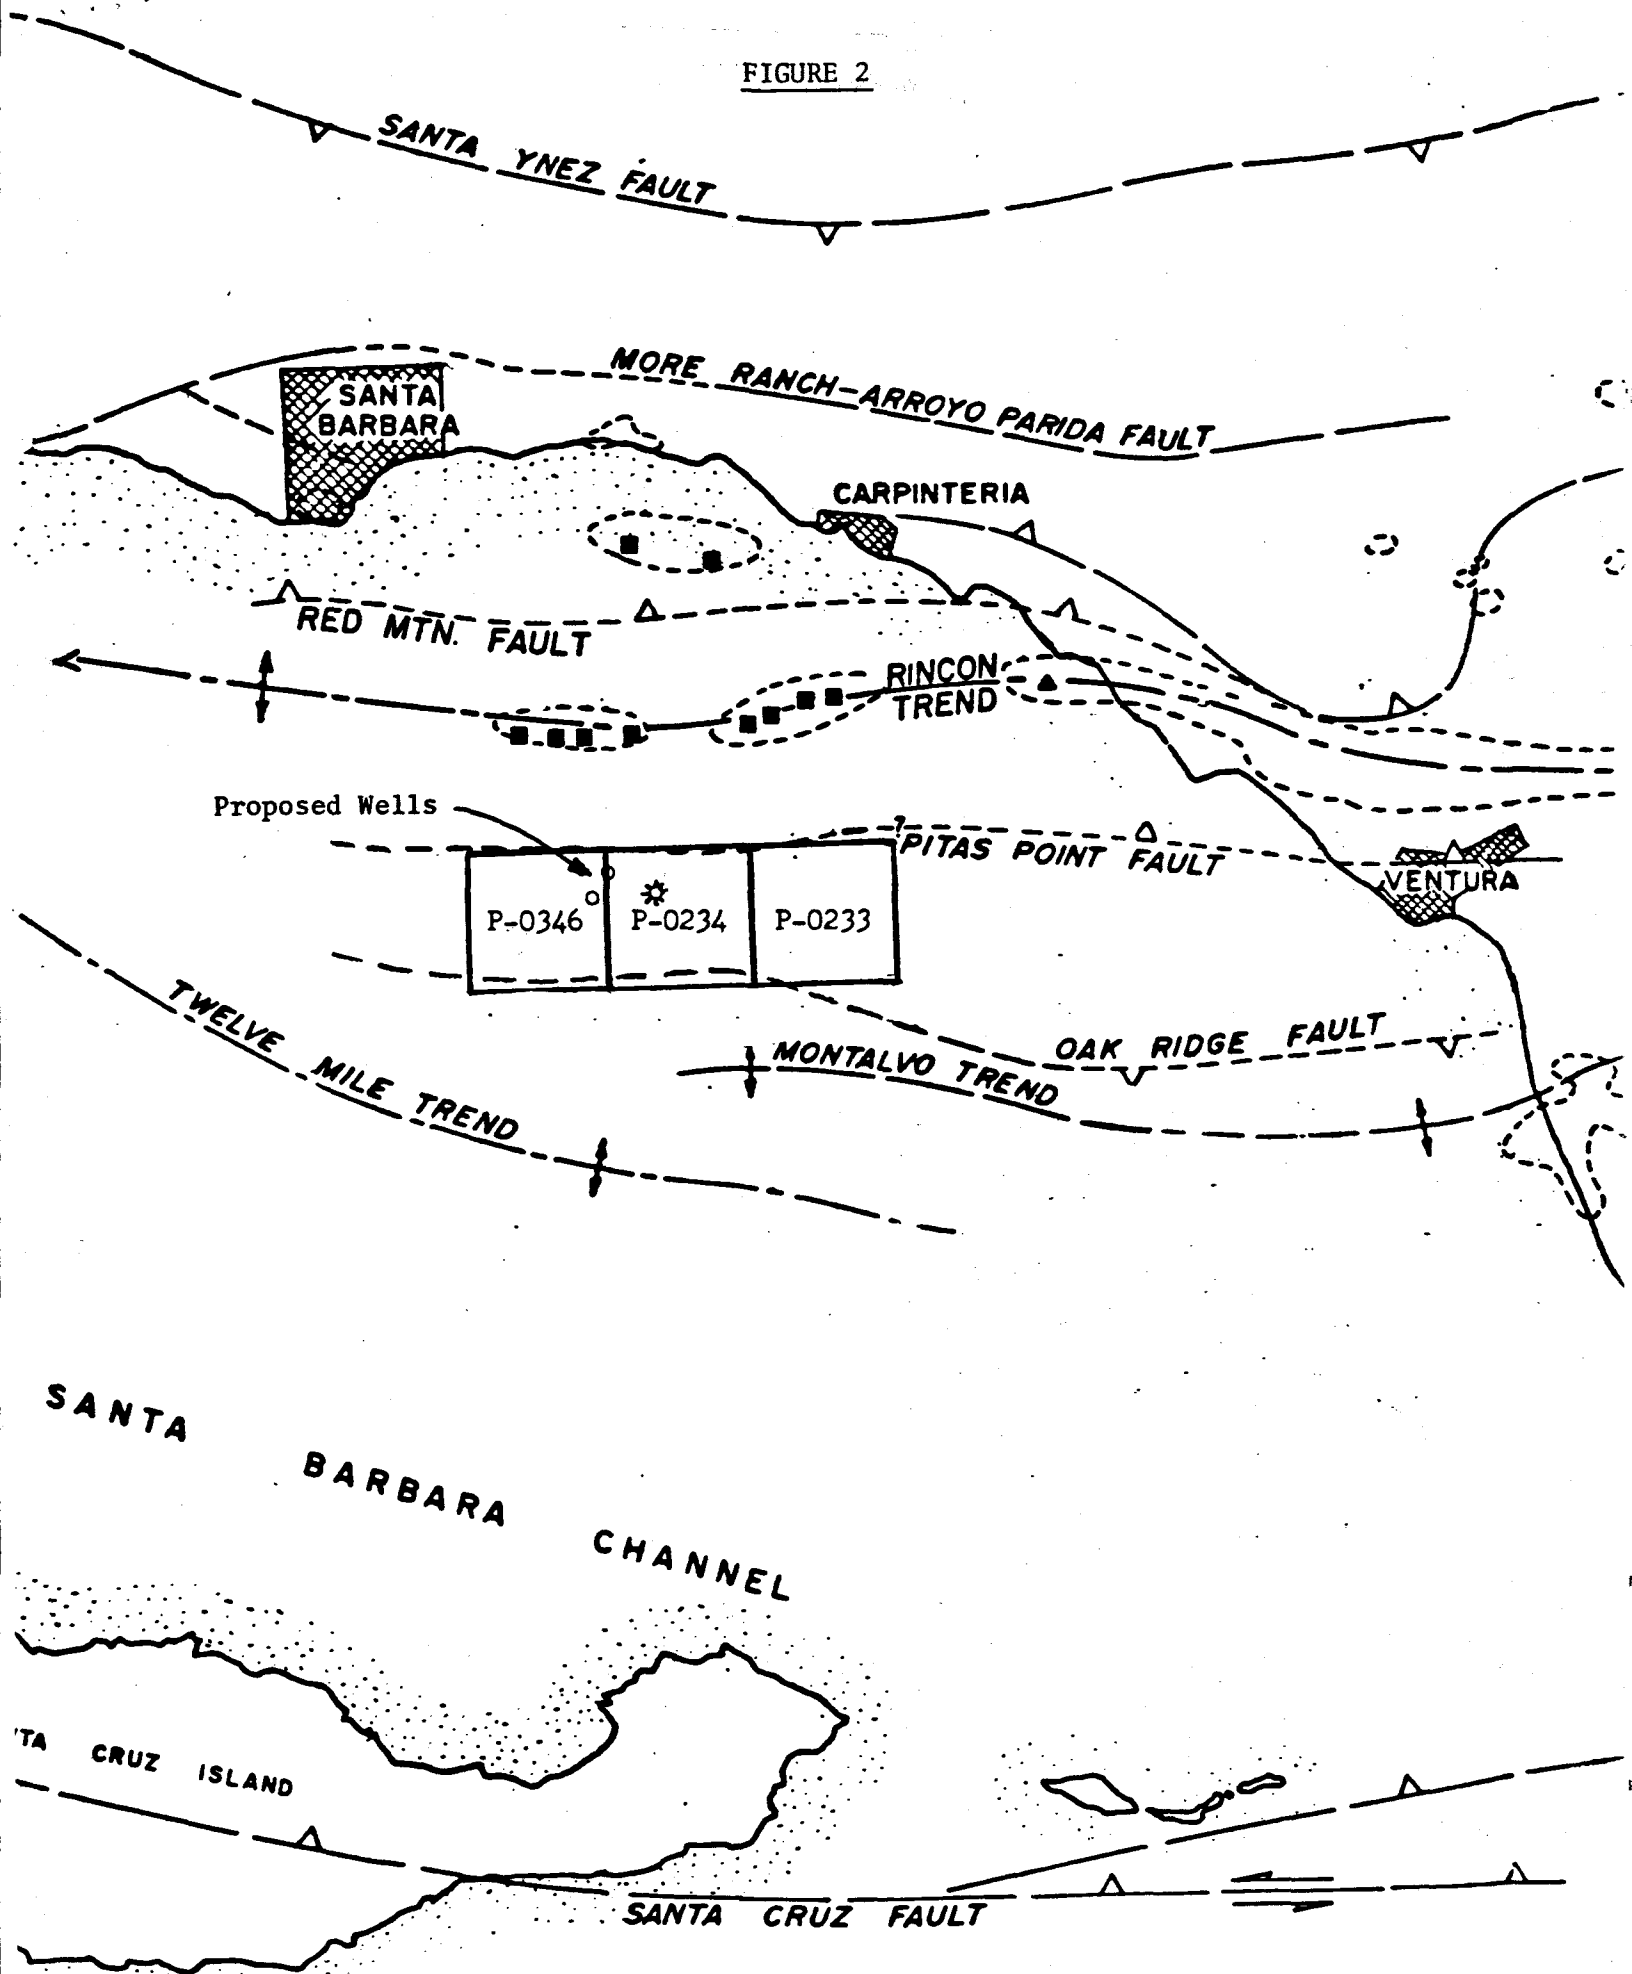 FIGURE 2
SANTA YNEZ FAULT
MORE RANCH-ARROYO PARIDA FAULT
SANTA
BARBARA
CARPINTERIA
RED MTN. FAULT
RINCON
TREND
Proposed Wells
?
PITAS POINT FAULT
VENTURA
P-0346
P-0234
P-0233
TWELVE MILE TREND
OAK RIDGE FAULT
MONTALVO TREND
SANTA BARBARA CHANNEL
TA CRUZ ISLAND
SANTA CRUZ FAULT